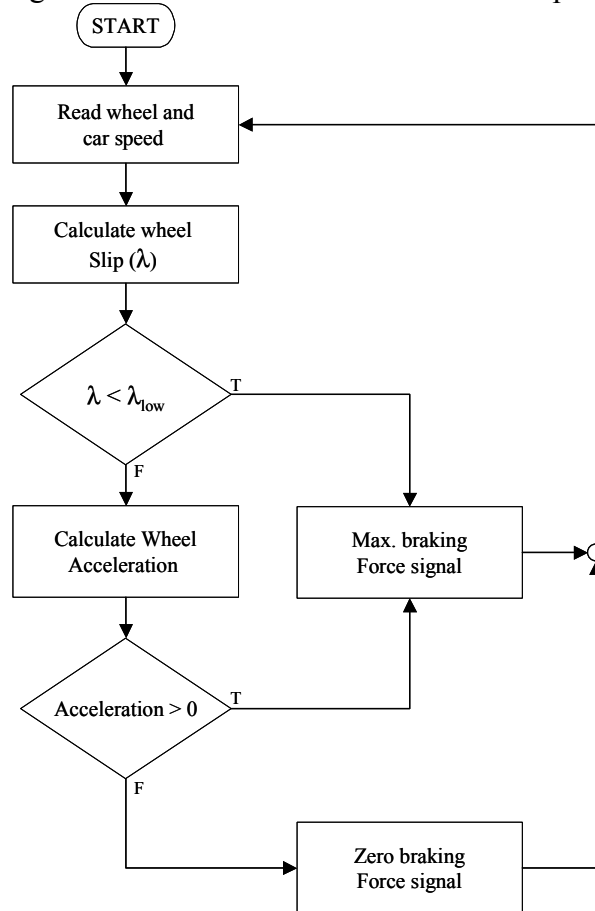 START
Read wheel and
car speed
Calculate wheel
Slip (λ)
λ < λlow
T
F
Calculate Wheel
Acceleration
Max. braking
Force signal
Acceleration > 0
T
F
Zero braking
Force signal